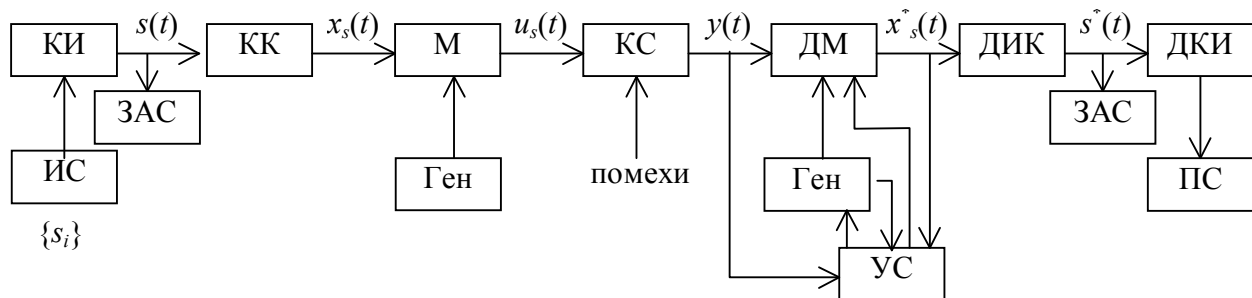 s(t) x_s(t) u_s(t) y(t) x*_s(t) s*(t)
КИ КК М КС ДМ ДИК ДКИ
ЗАС ЗАС
ИС Ген помехи Ген ПС
{s_i}
УС